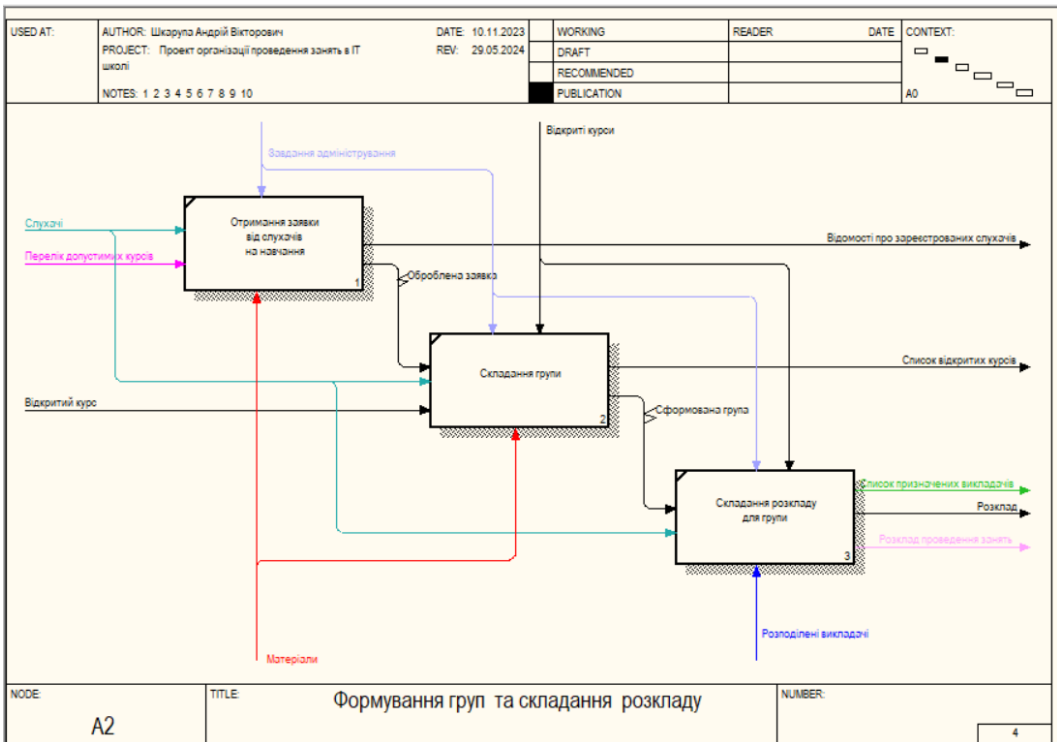 USED AT:
AUTHOR: Шкарупа Андрій Вікторович
DATE: 10.11.2023
PROJECT: Проект організації проведення занять в ІТ
REV: 29.05.2024
школі
NOTES: 1 2 3 4 5 6 7 8 9 10
WORKING
DRAFT
RECOMMENDED
PUBLICATION
READER
DATE
CONTEXT:
A0
Відкриті курси
Завдання адміністрування
Слухачі
Отримання заявки
від слухачів
на навчання
1
Перелік допустимих курсів
Відомості про зареєстрованих слухачів
Оброблена заявка
Список відкритих курсів
Складання групи
2
Відкритий курс
Сформована група
Список призначених викладачів
Складання розкладу
для групи
3
Розклад
Розклад проведення занять
Розподілені викладачі
Матеріали
NODE:
A2
TITLE:
Формування груп та складання розкладу
NUMBER:
4